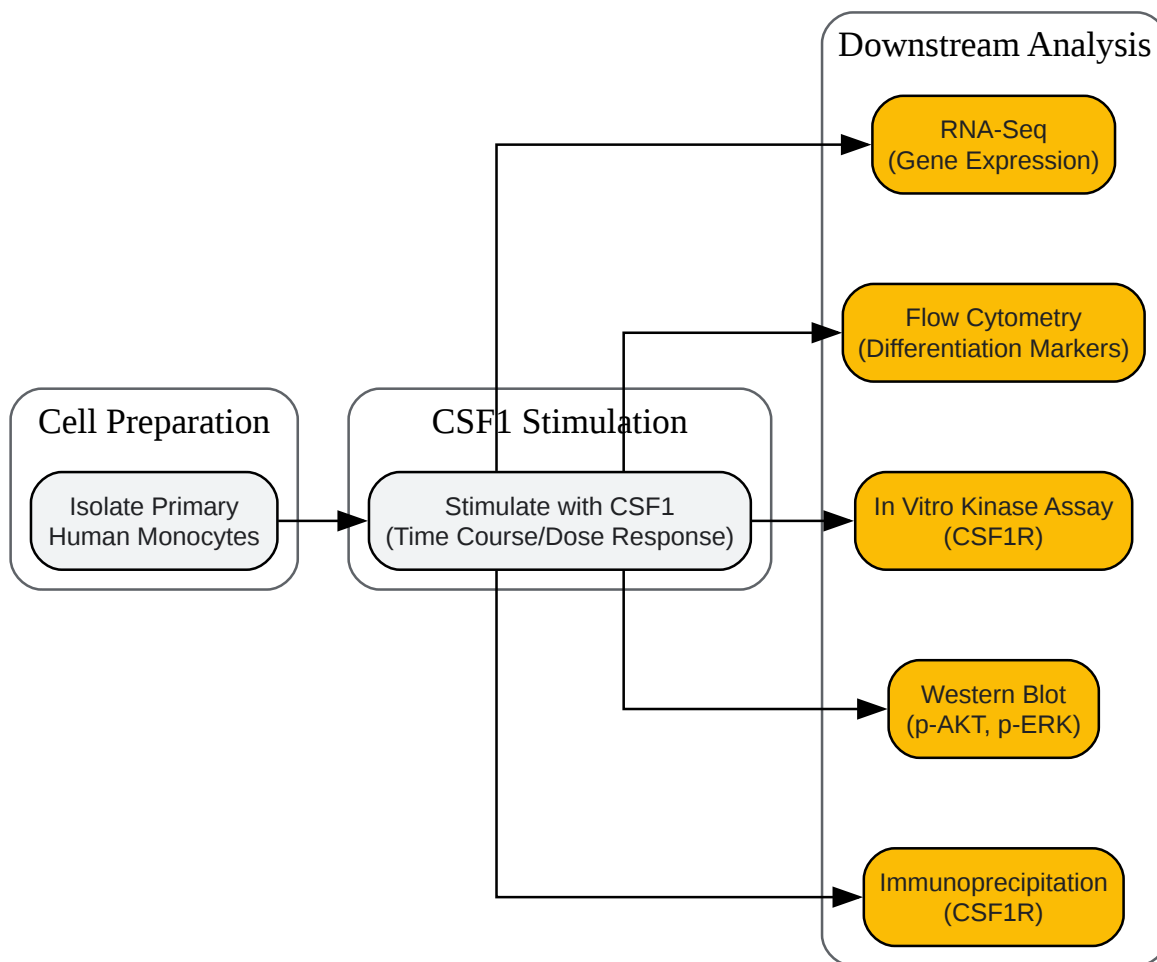 Cell Preparation
Isolate Primary
Human Monocytes
CSF1 Stimulation
Stimulate with CSF1
(Time Course/Dose Response)
Downstream Analysis
RNA-Seq
(Gene Expression)
Flow Cytometry
(Differentiation Markers)
In Vitro Kinase Assay
(CSF1R)
Western Blot
(p-AKT, p-ERK)
Immunoprecipitation
(CSF1R)